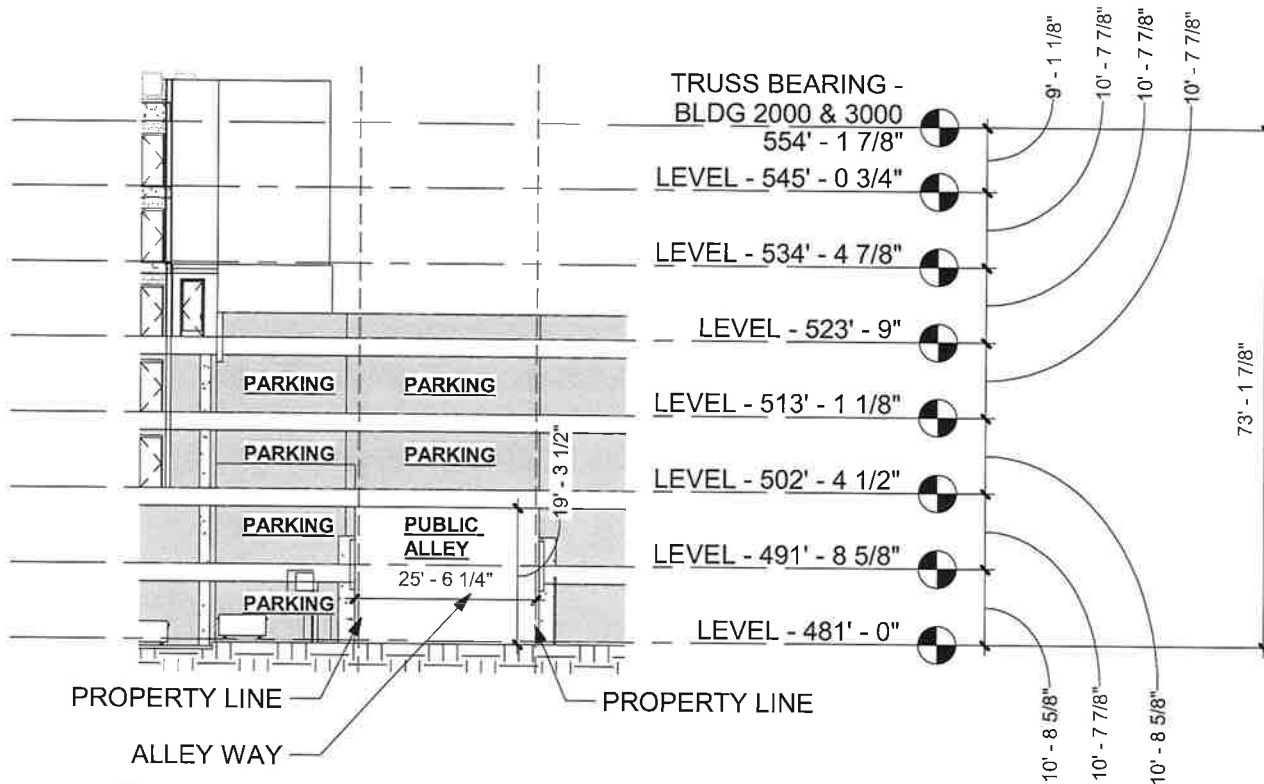 TRUSS BEARING -
BLDG 2000 & 3000
554' - 1 7/8"
LEVEL - 545' - 0 3/4"
LEVEL - 534' - 4 7/8"
LEVEL - 523' - 9"
LEVEL - 513' - 1 1/8"
LEVEL - 502' - 4 1/2"
LEVEL - 491' - 8 5/8"
LEVEL - 481' - 0"
9' - 1 1/8"
10' - 7 7/8"
10' - 7 7/8"
10' - 7 7/8"
73' - 1 7/8"
10' - 8 5/8"
10' - 7 7/8"
10' - 8 5/8"
PARKING
PARKING
PARKING
PARKING
19' - 3 1/2"
PARKING
PUBLIC
ALLEY
25' - 6 1/4"
PARKING
PROPERTY LINE
PROPERTY LINE
ALLEY WAY